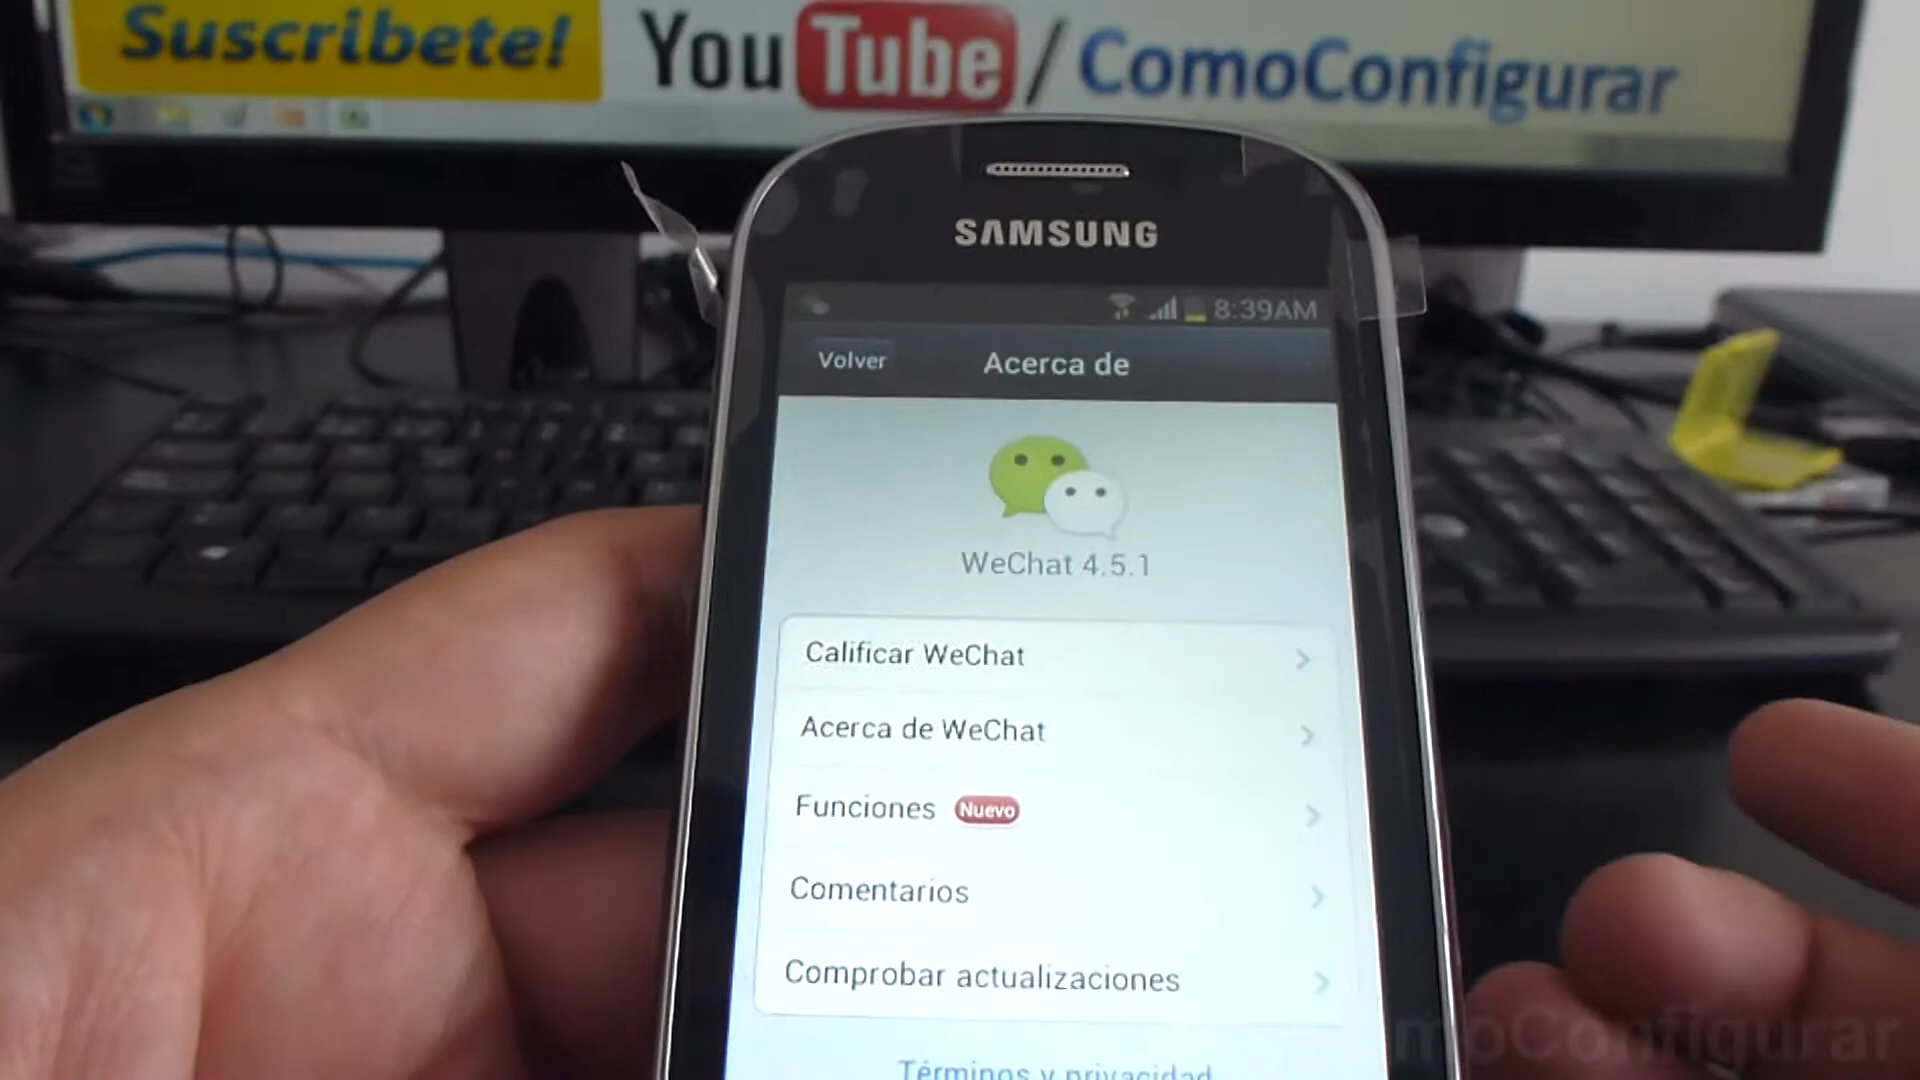 Suscribete! YouTube/ComoConfigurar
SAMSUNG
8:39AM
Volver Acerca de
WeChat 4.5.1
Calificar WeChat
Acerca de WeChat
Funciones Nuevo
Comentarios
Comprobar actualizaciones
Términos y privacidad
moConfigurar